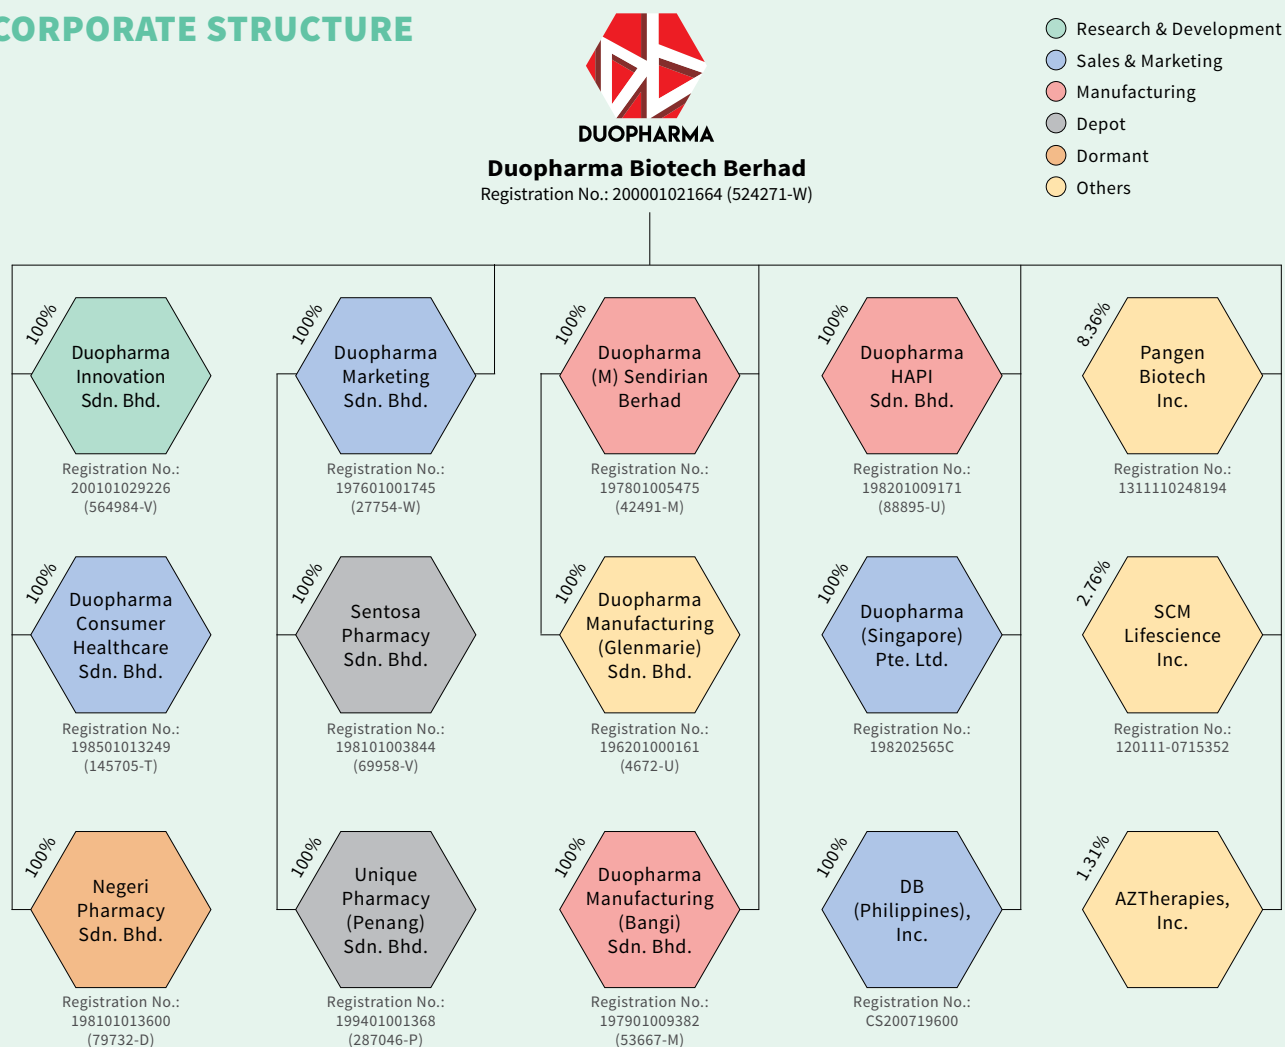 CORPORATE STRUCTURE
DUOPHARMA
Duopharma Biotech Berhad
Registration No.: 200001021664 (524271-W)
Research & Development
Sales & Marketing
Manufacturing
Depot
Dormant
Others
100%
Duopharma
Innovation
Sdn. Bhd.
Registration No.:
200101029226
(564984-V)
100%
Duopharma
Marketing
Sdn. Bhd.
Registration No.:
197601001745
(27754-W)
100%
Duopharma
(M) Sendirian
Berhad
Registration No.:
197801005475
(42491-M)
100%
Duopharma
HAPI
Sdn. Bhd.
Registration No.:
198201009171
(88895-U)
8.36%
Pangen
Biotech
Inc.
Registration No.:
1311110248194
100%
Duopharma
Consumer
Healthcare
Sdn. Bhd.
Registration No.:
198501013249
(145705-T)
100%
Sentosa
Pharmacy
Sdn. Bhd.
Registration No.:
198101003844
(69958-V)
100%
Duopharma
Manufacturing
(Glenmarie)
Sdn. Bhd.
Registration No.:
196201000161
(4672-U)
100%
Duopharma
(Singapore)
Pte. Ltd.
Registration No.:
198202565C
2.76%
SCM
Lifescience
Inc.
Registration No.:
120111-0715352
100%
Negeri
Pharmacy
Sdn. Bhd.
Registration No.:
198101013600
(79732-D)
100%
Unique
Pharmacy
(Penang)
Sdn. Bhd.
Registration No.:
199401001368
(287046-P)
100%
Duopharma
Manufacturing
(Bangi)
Sdn. Bhd.
Registration No.:
197901009382
(53667-M)
100%
DB
(Philippines),
Inc.
Registration No.:
CS200719600
1.31%
AZTherapies,
Inc.